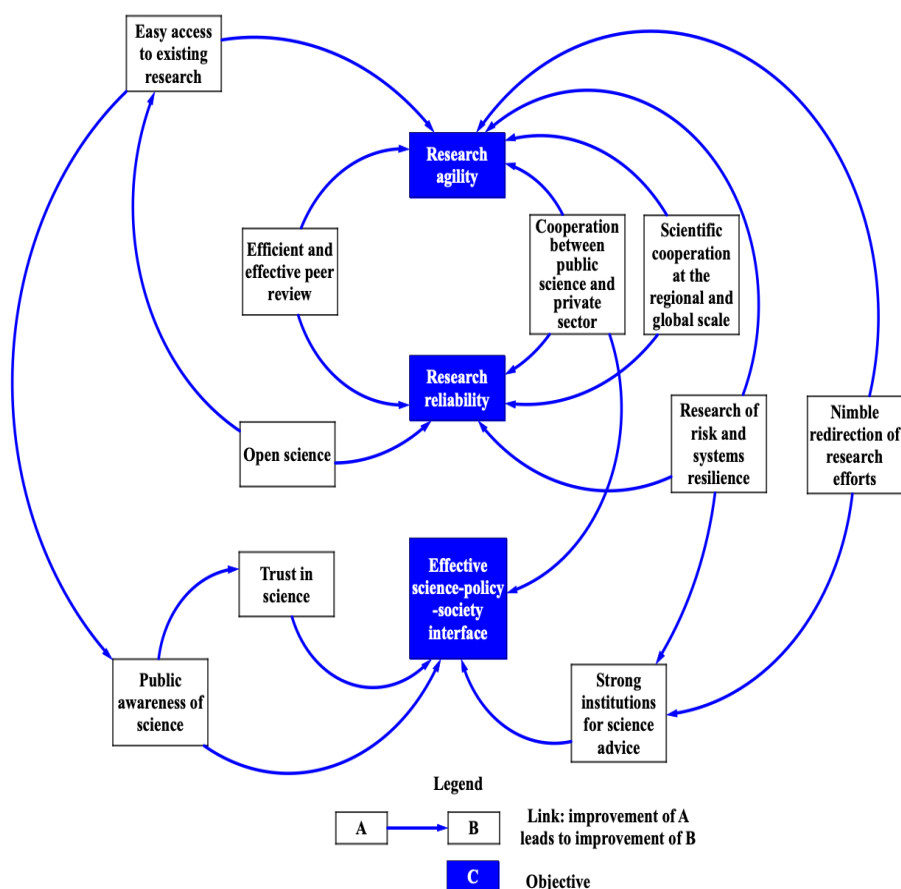 Easy access
to existing
research
Research
agility
Efficient and
effective peer
review
Cooperation
between
public
science and
private
sector
Scientific
cooperation
at the
regional and
global scale
Research
reliability
Open science
Research of
risk and
systems
resilience
Nimble
redirection of
research
efforts
Trust in
science
Effective
science-policy
-society
interface
Public
awareness of
science
Strong
institutions
for science
advice
Legend
A
B
Link: improvement of A
leads to improvement of B
C
Objective